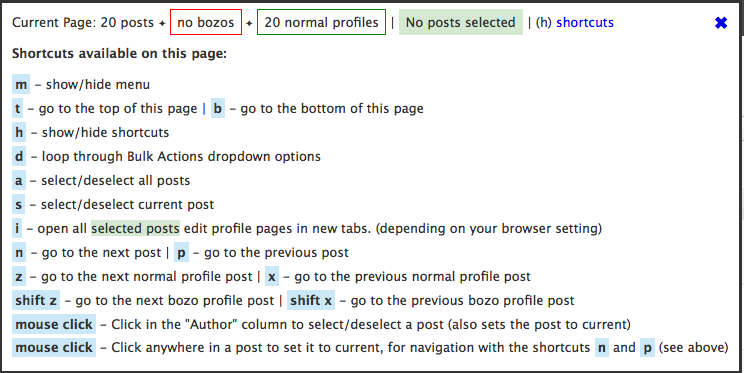 Current Page: 20 posts ✦ no bozos ✦ 20 normal profiles | No posts selected | (h) shortcuts ✖
Shortcuts available on this page:
m – show/hide menu
t – go to the top of this page | b – go to the bottom of this page
h – show/hide shortcuts
d – loop through Bulk Actions dropdown options
a – select/deselect all posts
s – select/deselect current post
i – open all selected posts edit profile pages in new tabs. (depending on your browser setting)
n – go to the next post | p – go to the previous post
z – go to the next normal profile post | x – go to the previous normal profile post
shift z – go to the next bozo profile post | shift x – go to the previous bozo profile post
mouse click – Click in the "Author" column to select/deselect a post (also sets the post to current)
mouse click – Click anywhere in a post to set it to current, for navigation with the shortcuts n and p (see above)